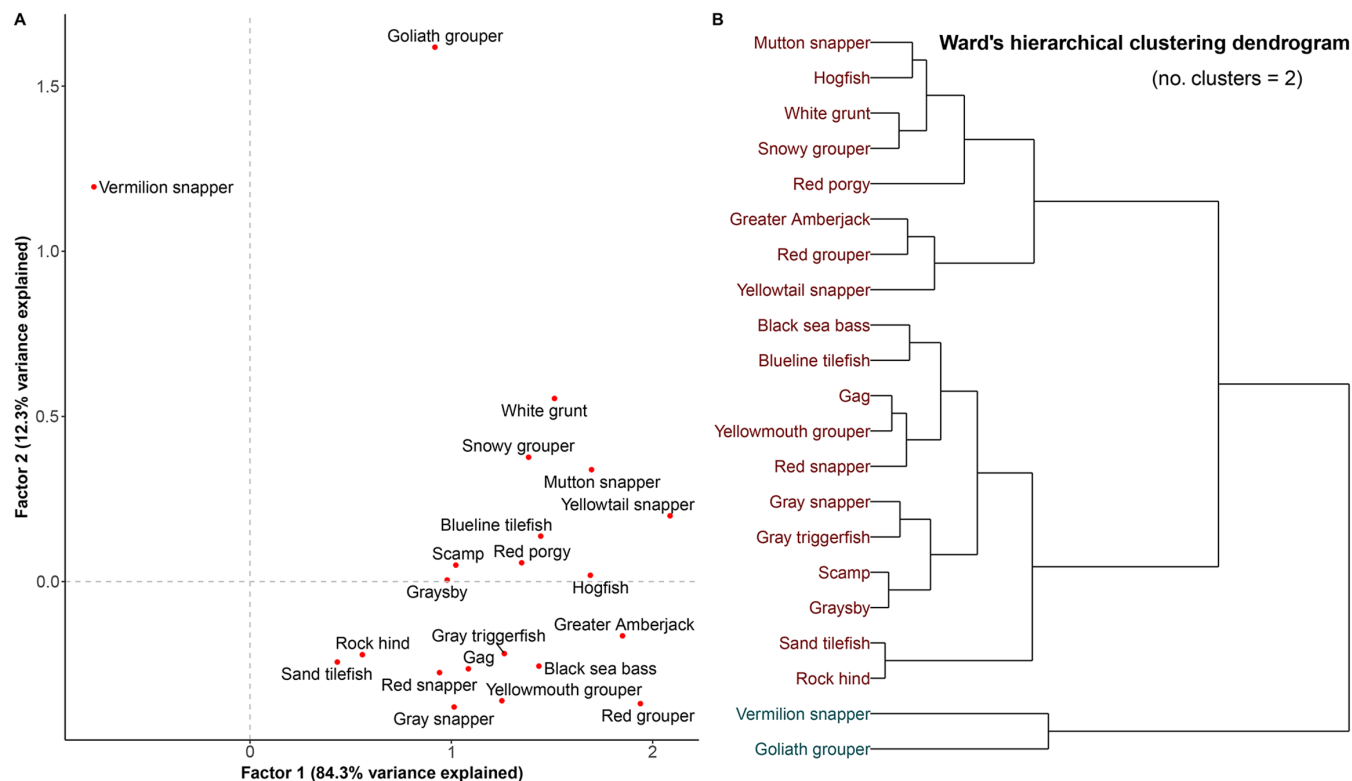 A
Goliath grouper
1.5
Vermilion snapper
1.0
Factor 2 (12.3% variance explained)
0.5
White grunt
Snowy grouper
Mutton snapper
Yellowtail snapper
Blueline tilefish
Scamp
Red porgy
0.0
Graysby
Hogfish
Greater Amberjack
Gray triggerfish
Rock hind
Gag
Sand tilefish
Black sea bass
Red snapper
Yellowmouth grouper
Gray snapper
Red grouper
0
1
2
Factor 1 (84.3% variance explained)
B
Ward's hierarchical clustering dendrogram
(no. clusters = 2)
Mutton snapper
Hogfish
White grunt
Snowy grouper
Red porgy
Greater Amberjack
Red grouper
Yellowtail snapper
Black sea bass
Blueline tilefish
Gag
Yellowmouth grouper
Red snapper
Gray snapper
Gray triggerfish
Scamp
Graysby
Sand tilefish
Rock hind
Vermilion snapper
Goliath grouper